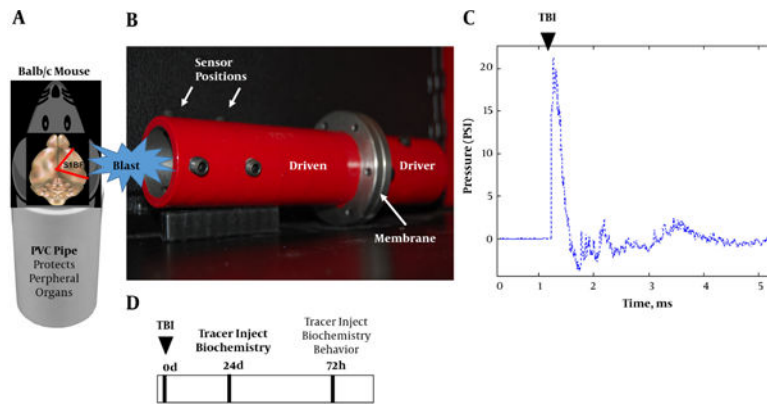 A
Balb/c Mouse
S1BF
Blast
PVC Pipe
Protects
Perpheral
Organs
B
Sensor
Positions
Driven
Driver
Membrane
C
TBI
Pressure (PSI)
20
15
10
5
0
0
1
2
3
4
5
Time, ms
D
TBI
0d
Tracer Inject
Biochemistry
24d
Tracer Inject
Biochemistry
Behavior
72h